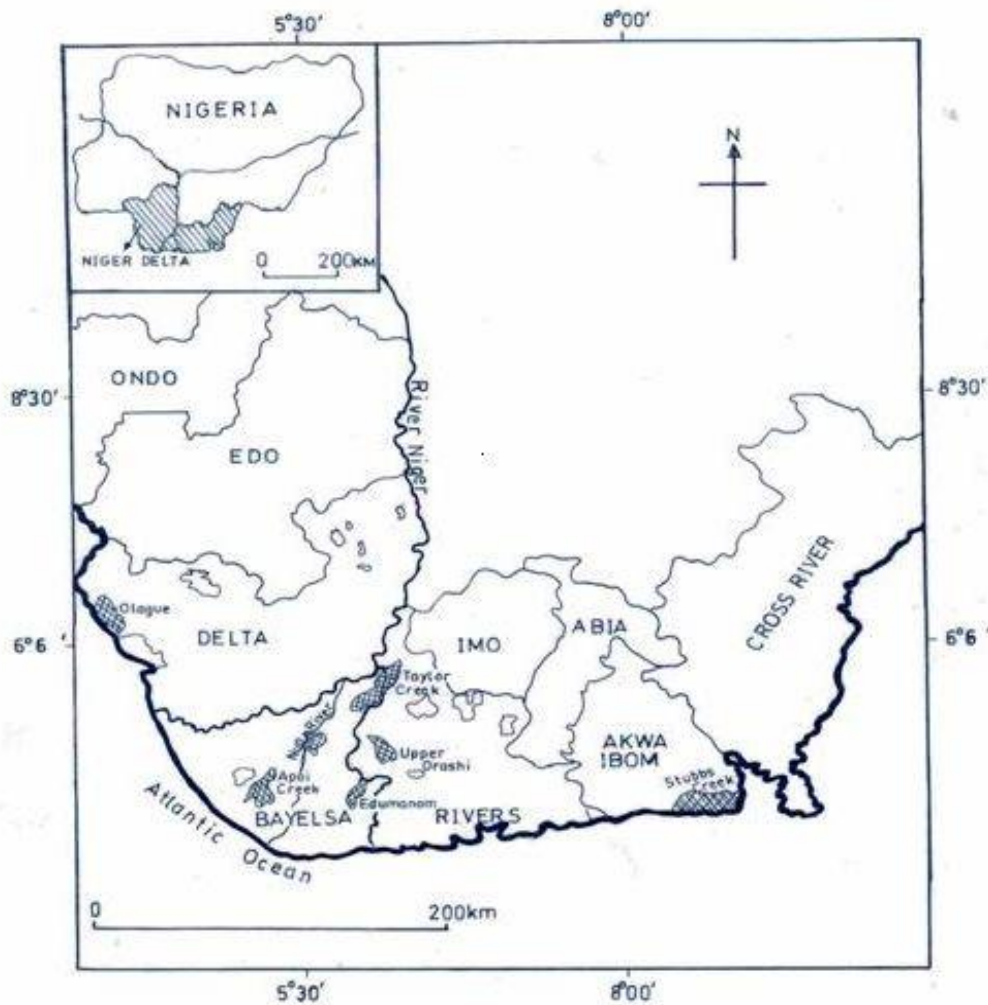 5°30'
8°00'
NIGERIA
NIGER DELTA
0 200KM
N
ONDO
8°30'
8°30'
EDO
River Niger
CROSS RIVER
Olague
6°6'
6°6'
DELTA
IMO
ABIA
Taylor
Creek
River
Upper
Orashi
AKWA
IBOM
Stubbs
Creek
Apoi
Creek
Edumanom
BAYELSA
RIVERS
Atlantic Ocean
0 200km
5°30'
8°00'